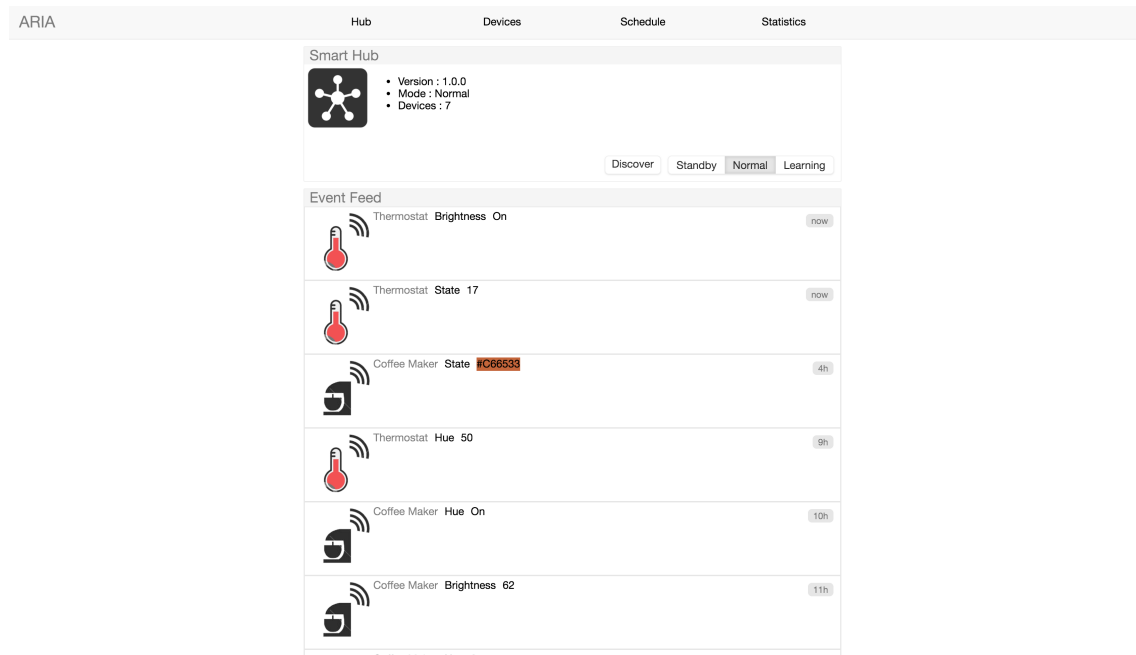 ARIA Hub Devices Schedule Statistics
Smart Hub
Version : 1.0.0
Mode : Normal
Devices : 7
Discover Standby Normal Learning
Event Feed
Thermostat Brightness On now
Thermostat State 17 now
Coffee Maker State #C66533 4h
Thermostat Hue 50 9h
Coffee Maker Hue On 10h
Coffee Maker Brightness 62 11h